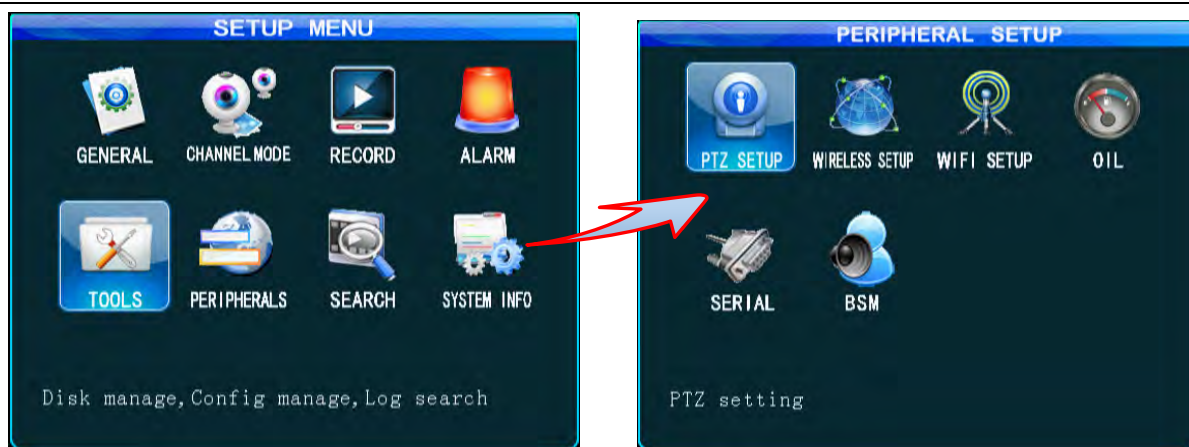 SETUP MENU
GENERAL CHANNEL MODE RECORD ALARM
TOOLS PERIPHERALS SEARCH SYSTEM INFO
Disk manage,Config manage,Log search
PERIPHERAL SETUP
PTZ SETUP WIRELESS SETUP WIFI SETUP OIL
SERIAL BSM
PTZ setting